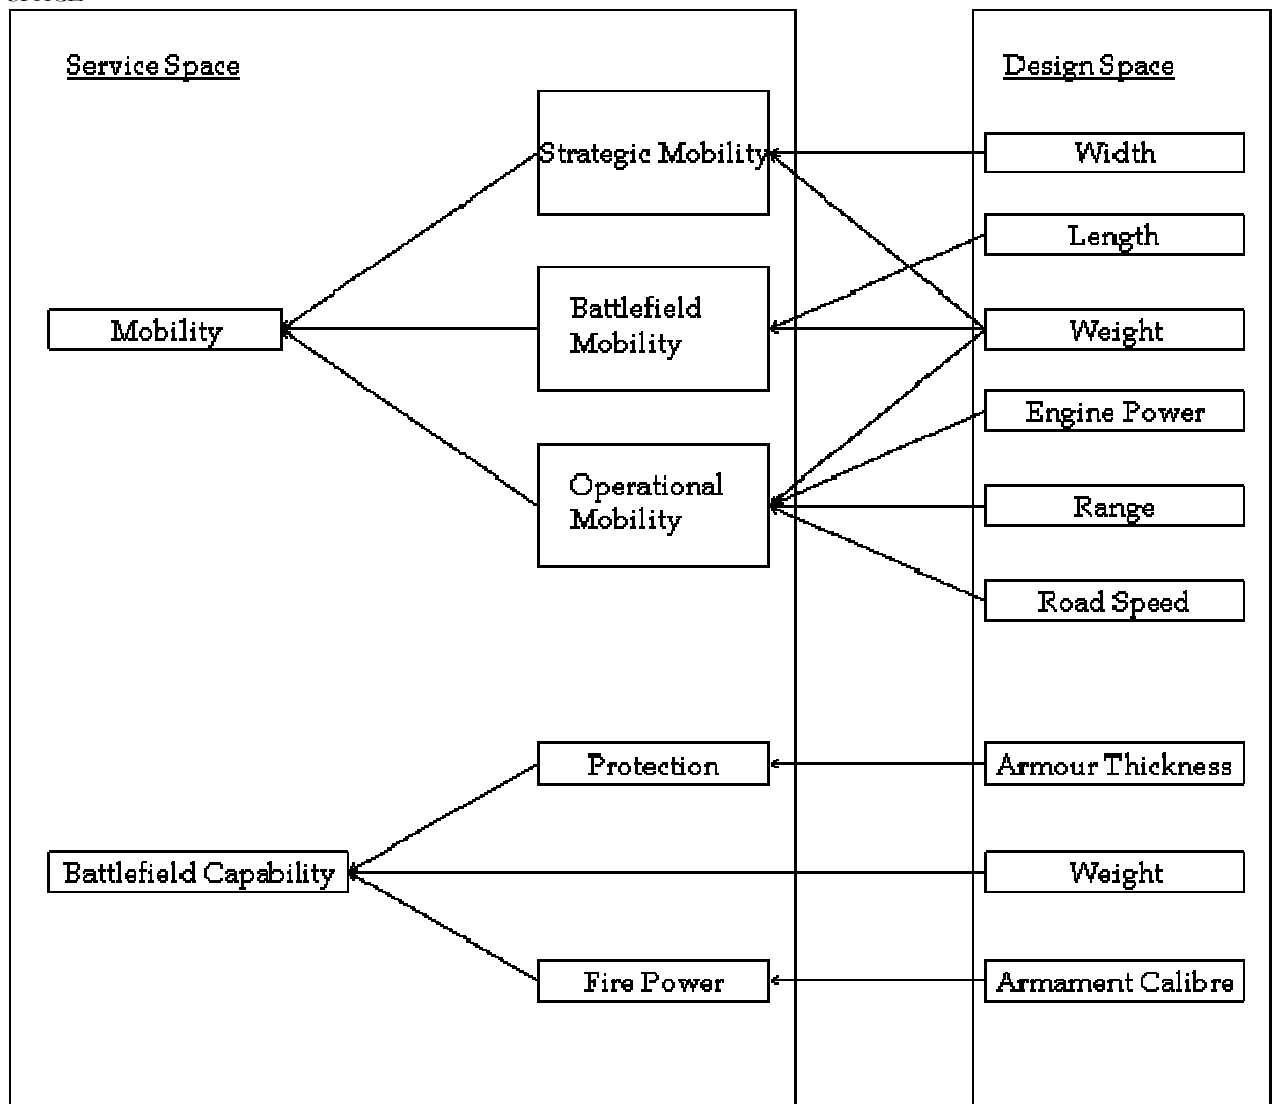 Service Space
Design Space
Strategic Mobility
Width
Length
Battlefield
Mobility
Mobility
Weight
Engine Power
Operational
Mobility
Range
Road Speed
Protection
Armour Thickness
Battlefield Capability
Weight
Fire Power
Armament Calibre